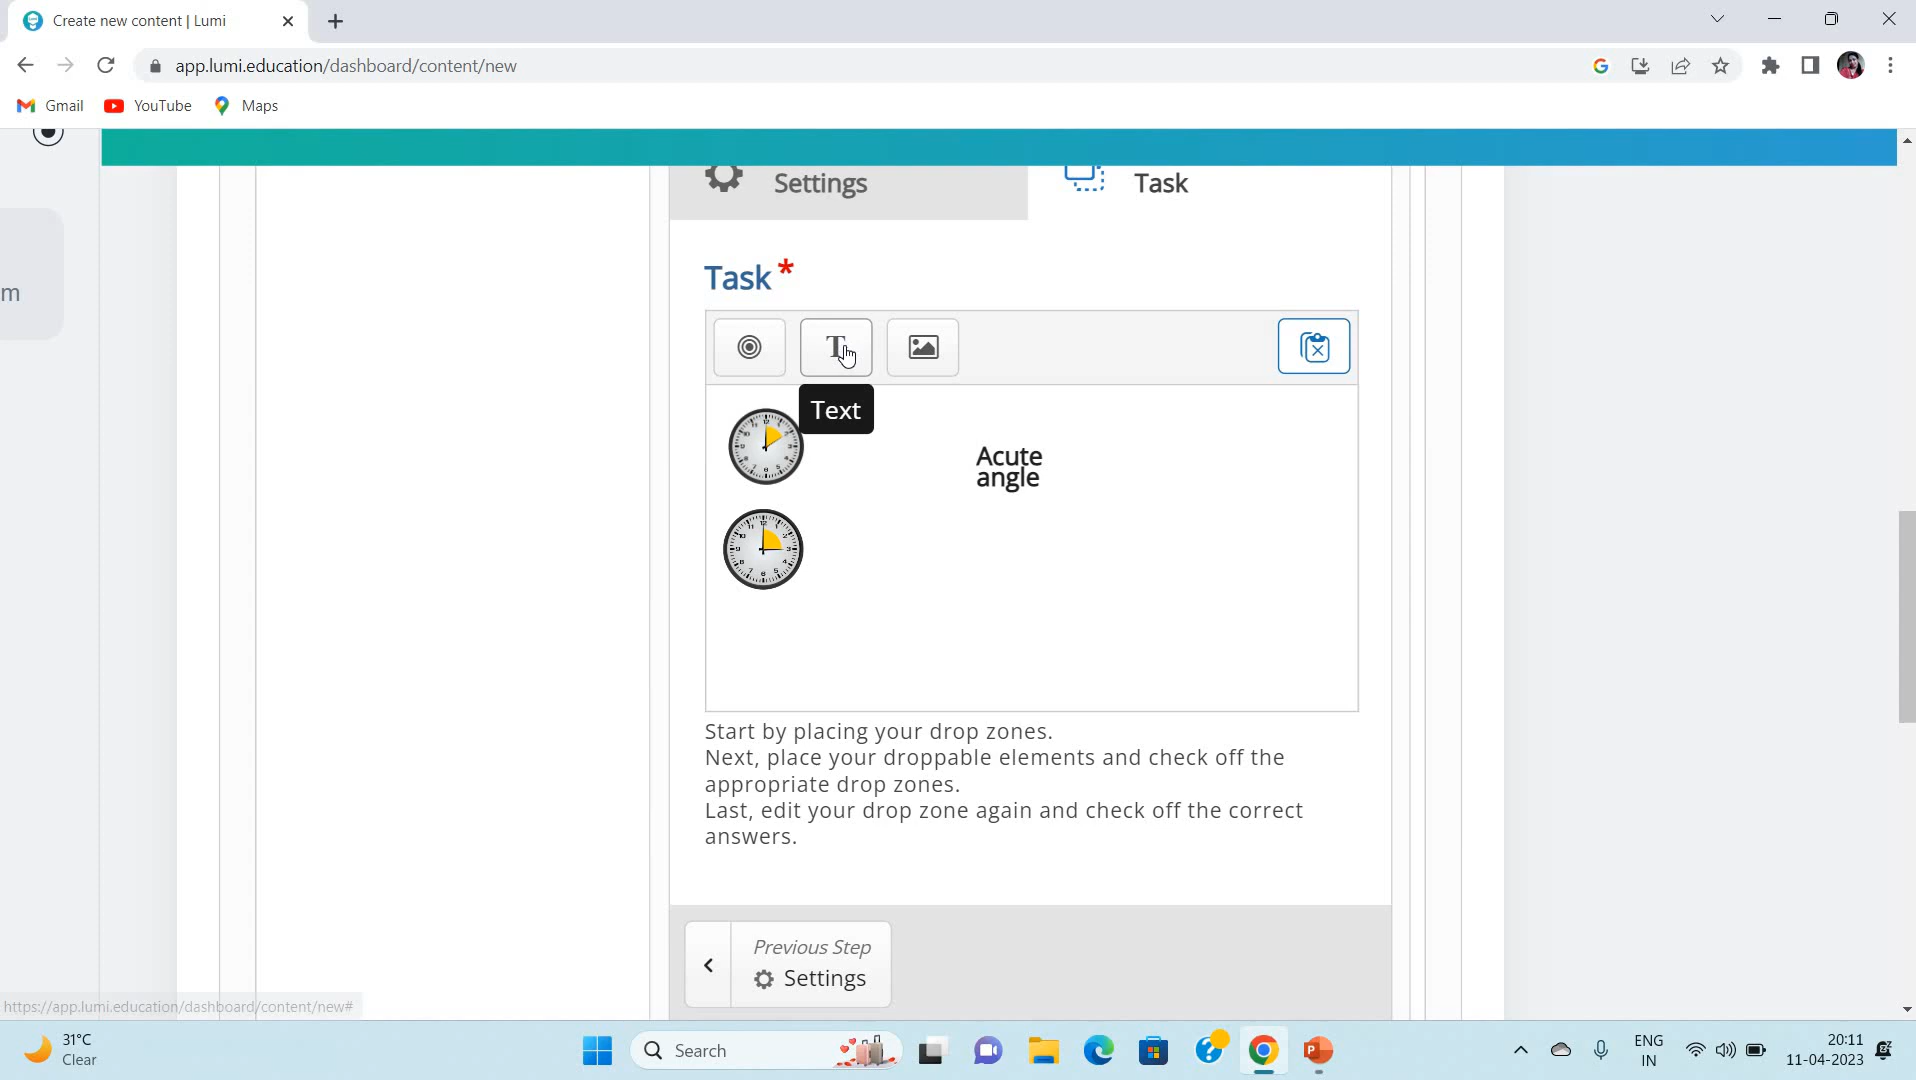 Create new content | Lumi
app.lumi.education/dashboard/content/new
Gmail
YouTube
Maps
Settings
Task
m
Task *
T
Text
Acute
angle
Start by placing your drop zones.
Next, place your droppable elements and check off the
appropriate drop zones.
Last, edit your drop zone again and check off the correct
answers.
Previous Step
Settings
https://app.lumi.education/dashboard/content/new#
31°C
Clear
Search
ENG
IN
20:11
11-04-2023